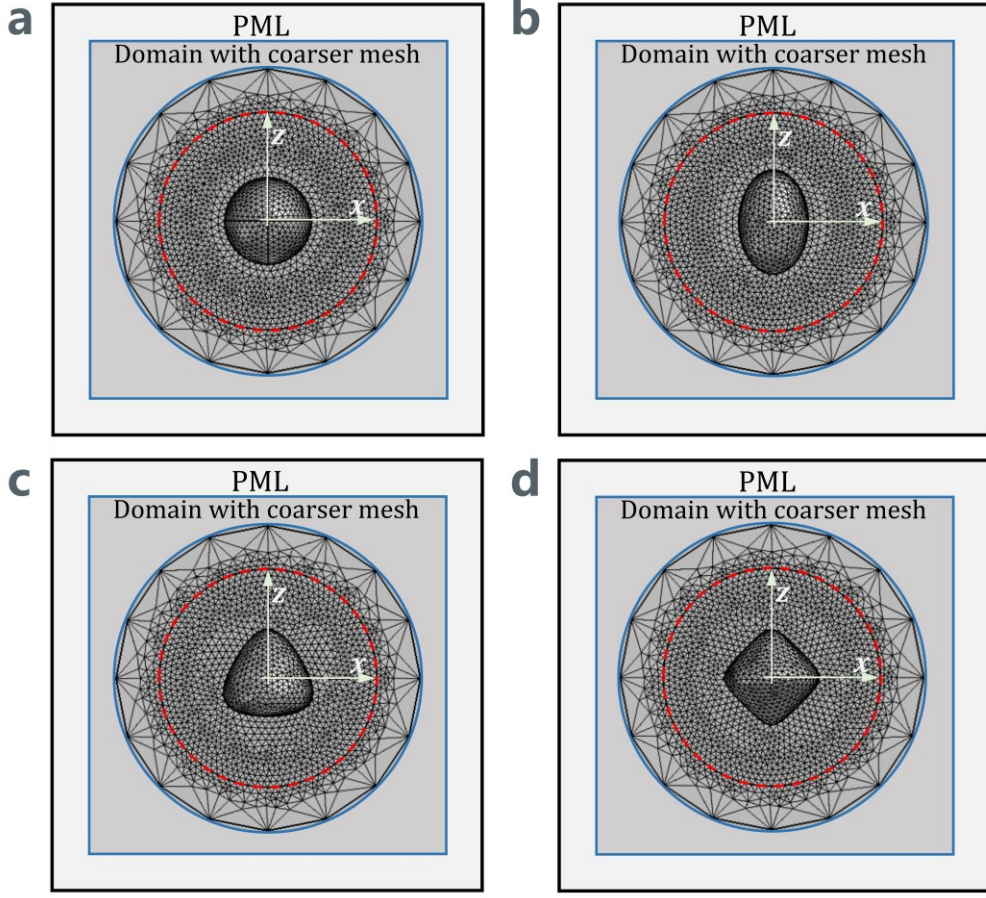 a
PML
Domain with coarser mesh
z
x
b
PML
Domain with coarser mesh
z
x
c
PML
Domain with coarser mesh
z
x
d
PML
Domain with coarser mesh
z
x